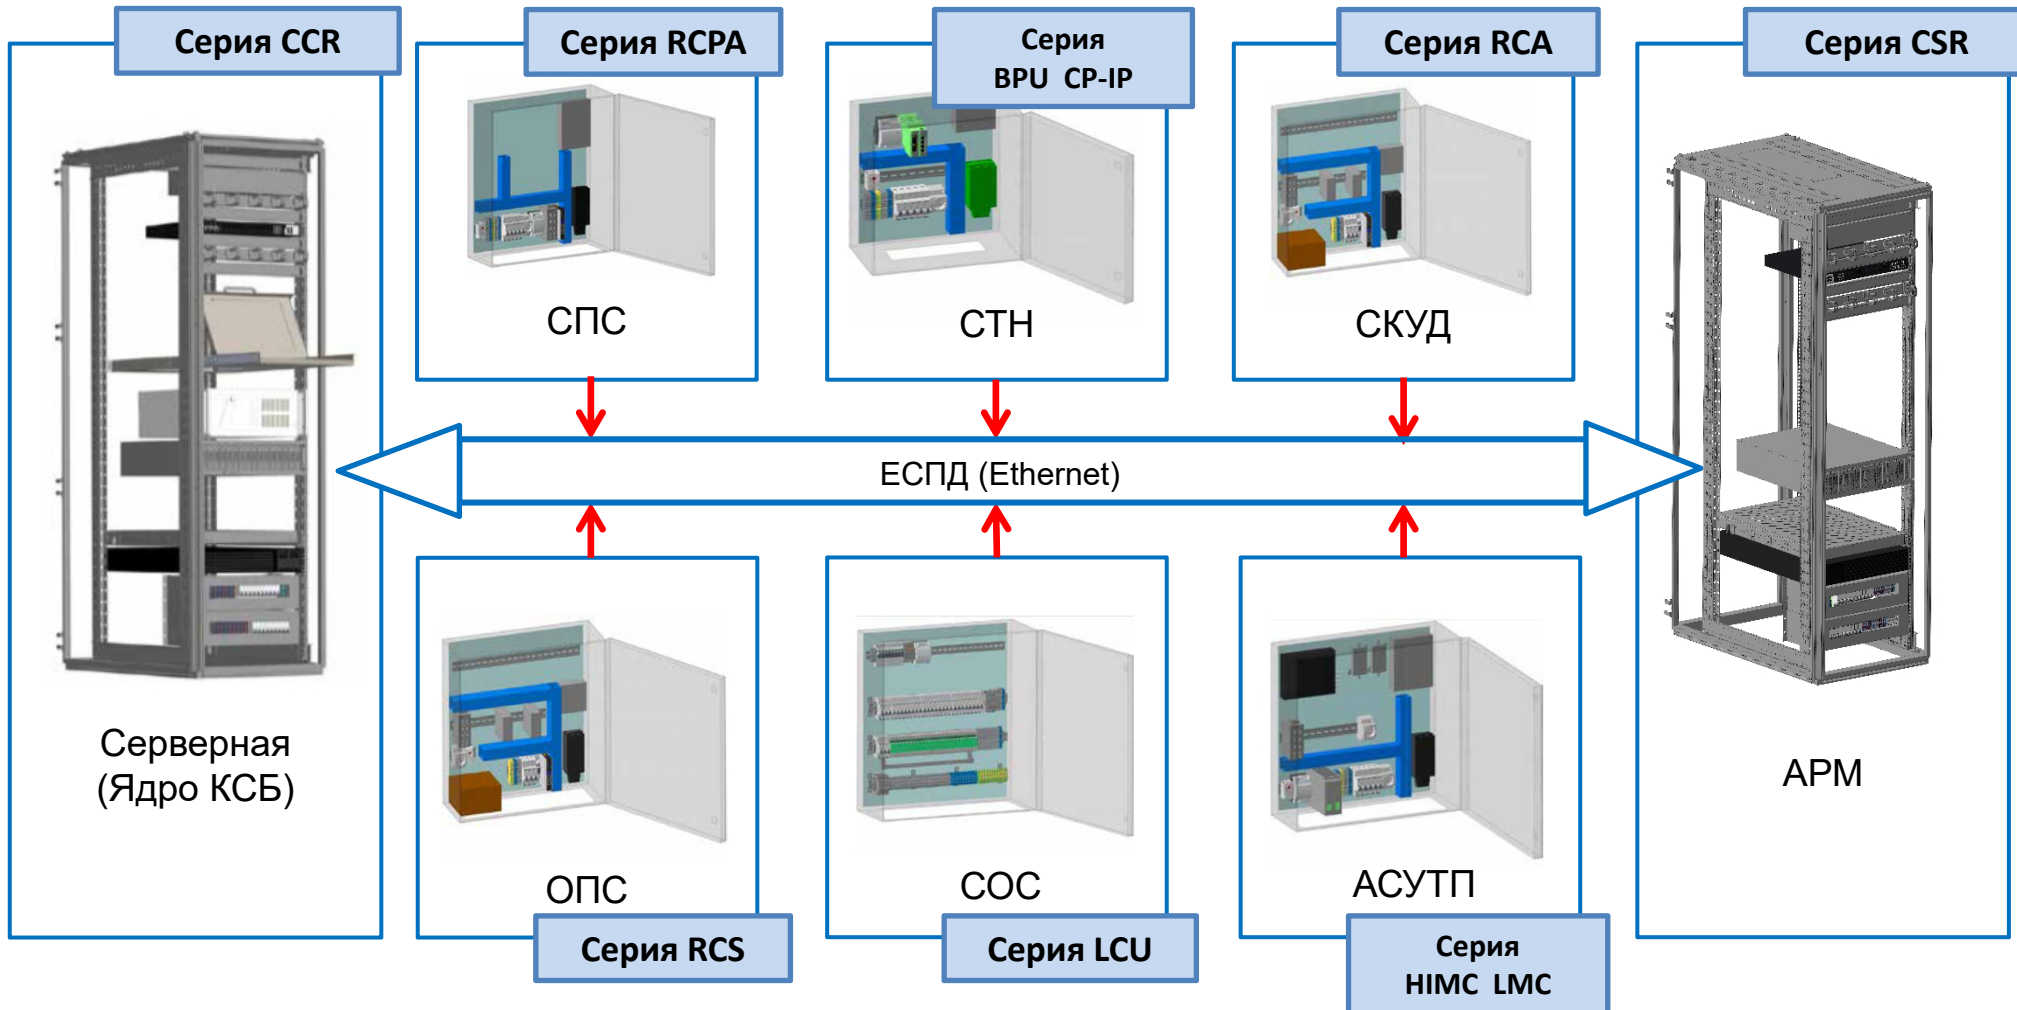 Серия CCR
Серия RCPA
Серия
BPU CP-IP
Серия RCA
Серия CSR
СПС
СТН
СКУД
ЕСПД (Ethernet)
Серверная
(Ядро КСБ)
АРМ
ОПС
СОС
АСУТП
Серия RCS
Серия LCU
Серия
HIMC LMC